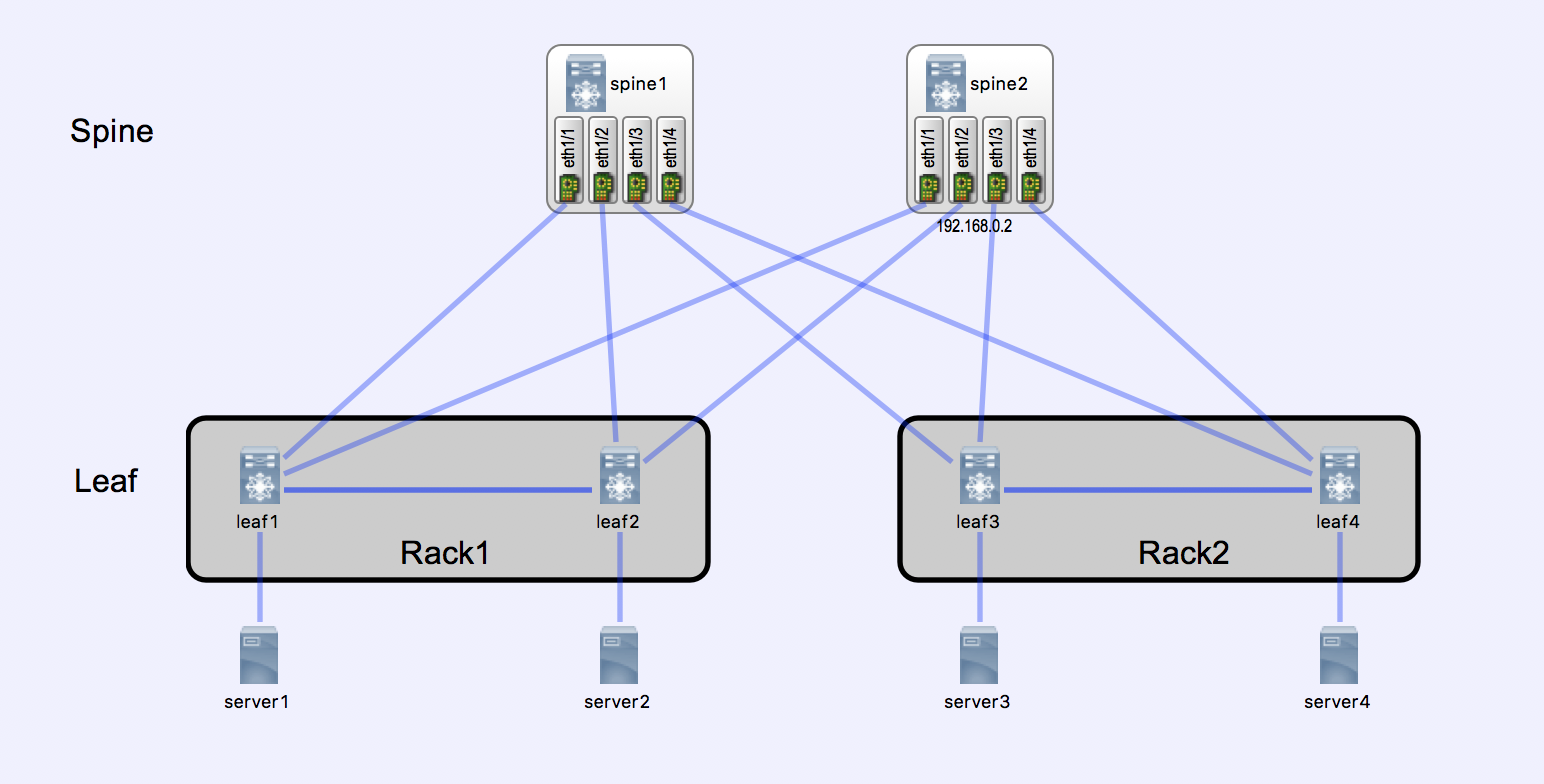 spine1
spine2
Spine
eth1/1
eth1/2
eth1/3
eth1/4
eth1/1
eth1/2
eth1/3
eth1/4
192.168.0.2
Leaf
leaf1
leaf2
leaf3
leaf4
Rack1
Rack2
server1
server2
server3
server4